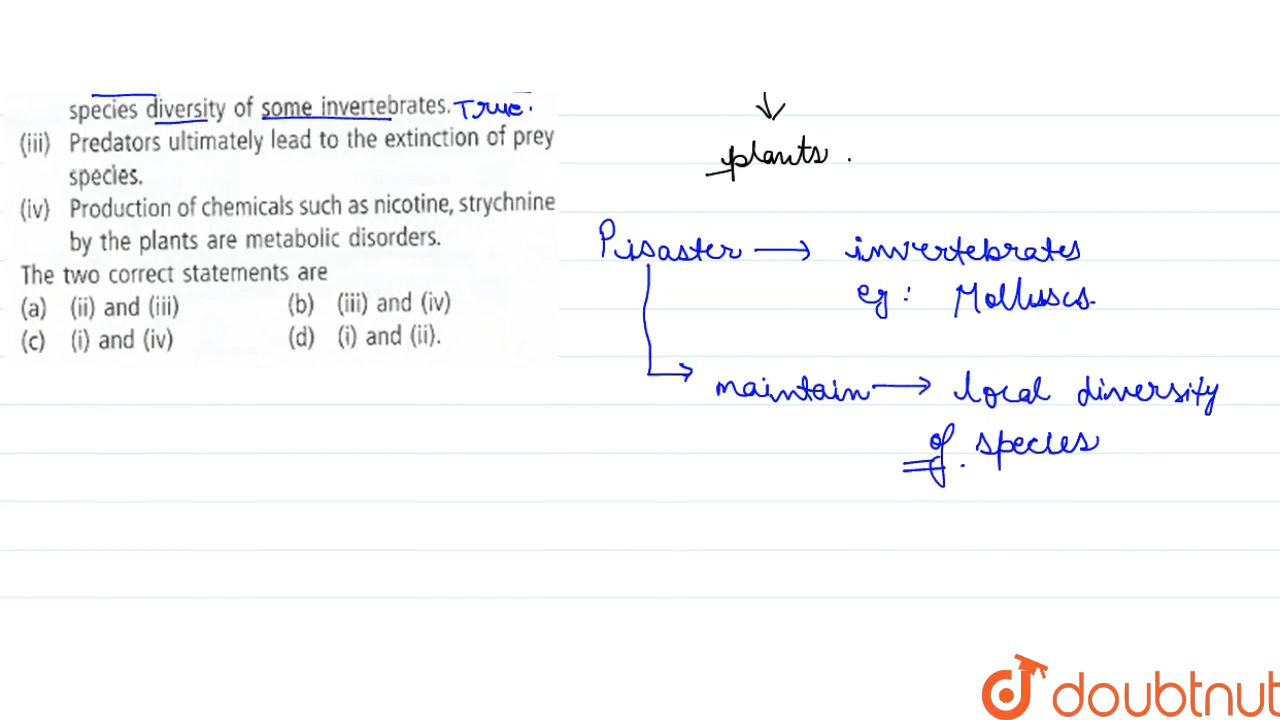 species diversity of some invertebrates. True.
(iii) Predators ultimately lead to the extinction of prey
species.
(iv) Production of chemicals such as nicotine, strychnine
by the plants are metabolic disorders.
The two correct statements are
(a) (ii) and (iii) (b) (iii) and (iv)
(c) (i) and (iv) (d) (i) and (ii).
plants.
Pisaster → invertebrates
eg: Molluscs.
maintain → local diversity
of species
doubtnut